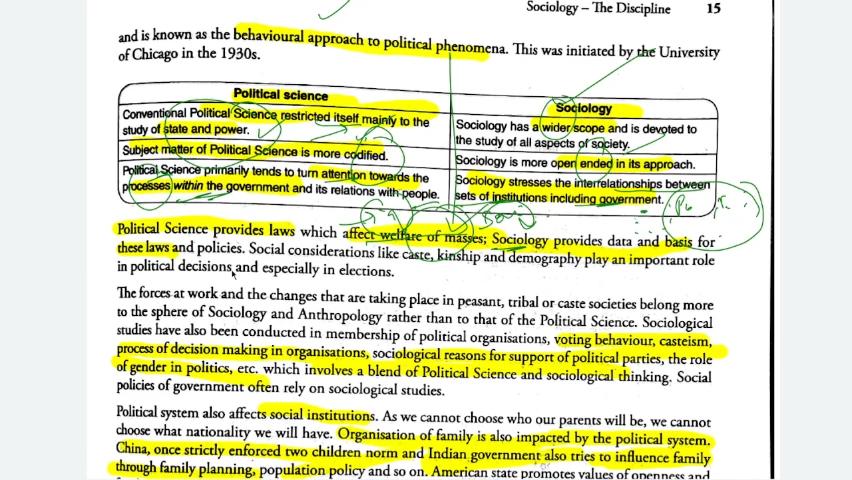 Sociology – The Discipline 15
and is known as the behavioural approach to political phenomena. This was initiated by the University
of Chicago in the 1930s.
Political science
Conventional Political Science restricted itself mainly to the
study of state and power.
Subject matter of Political Science is more codified.
Political Science primarily tends to turn attention towards the
processes within the government and its relations with people.
Sociology
Sociology has a wider scope and is devoted to
the study of all aspects of society.
Sociology is more open ended in its approach.
Sociology stresses the interrelationships between
sets of institutions including government.
Political Science provides laws which affect welfare of masses; Sociology provides data and basis for
these laws and policies. Social considerations like caste, kinship and demography play an important role
in political decisions and especially in elections.
The forces at work and the changes that are taking place in peasant, tribal or caste societies belong more
to the sphere of Sociology and Anthropology rather than to that of the Political Science. Sociological
studies have also been conducted in membership of political organisations, voting behaviour, casteism,
process of decision making in organisations, sociological reasons for support of political parties, the role
of gender in politics, etc. which involves a blend of Political Science and sociological thinking. Social
policies of government often rely on sociological studies.
Political system also affects social institutions. As we cannot choose who our parents will be, we cannot
choose what nationality we will have. Organisation of family is also impacted by the political system.
China, once strictly enforced two children norm and Indian government also tries to influence family
through family planning, population policy and so on. American state promotes values of openness and